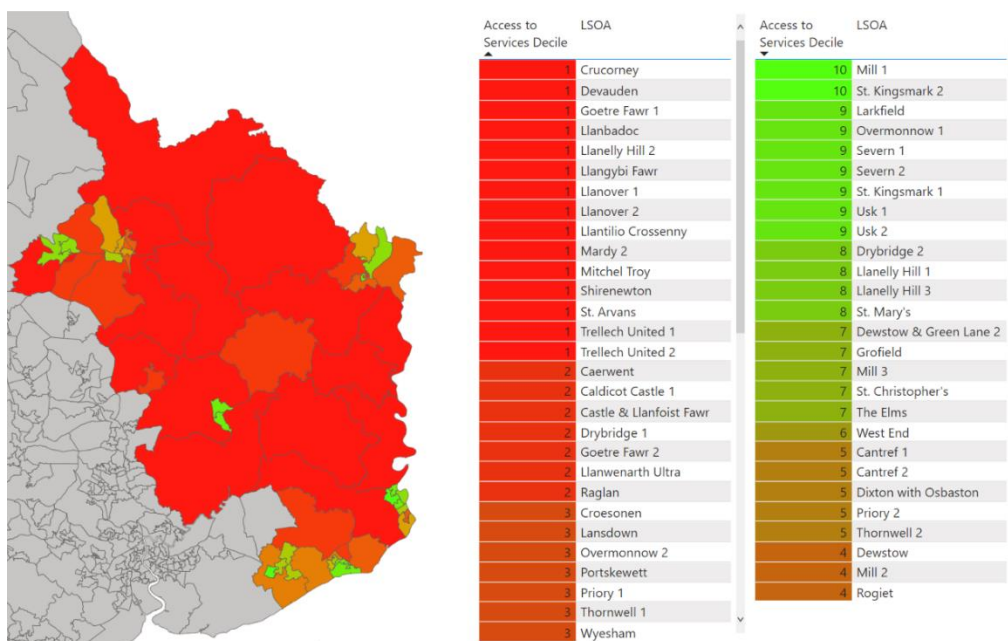 Access to Services Decile LSOA
1 Crucorney
1 Devauden
1 Goetre Fawr 1
1 Llanbadoc
1 Llanelly Hill 2
1 Llangybi Fawr
1 Llanover 1
1 Llanover 2
1 Llantilio Crossenny
1 Mardy 2
1 Mitchel Troy
1 Shirenewton
1 St. Arvans
1 Trellech United 1
1 Trellech United 2
2 Caerwent
2 Caldicot Castle 1
2 Castle & Llanfoist Fawr
2 Drybridge 1
2 Goetre Fawr 2
2 Llanwenarth Ultra
2 Raglan
3 Croesonen
3 Lansdown
3 Overmonnow 2
3 Portskewett
3 Priory 1
3 Thornwell 1
3 Wyesham
Access to Services Decile LSOA
10 Mill 1
10 St. Kingsmark 2
9 Larkfield
9 Overmonnow 1
9 Severn 1
9 Severn 2
9 St. Kingsmark 1
9 Usk 1
9 Usk 2
8 Drybridge 2
8 Llanelly Hill 1
8 Llanelly Hill 3
8 St. Mary's
7 Dewstow & Green Lane 2
7 Grofield
7 Mill 3
7 St. Christopher's
7 The Elms
6 West End
5 Cantref 1
5 Cantref 2
5 Dixton with Osbaston
5 Priory 2
5 Thornwell 2
4 Dewstow
4 Mill 2
4 Rogiet